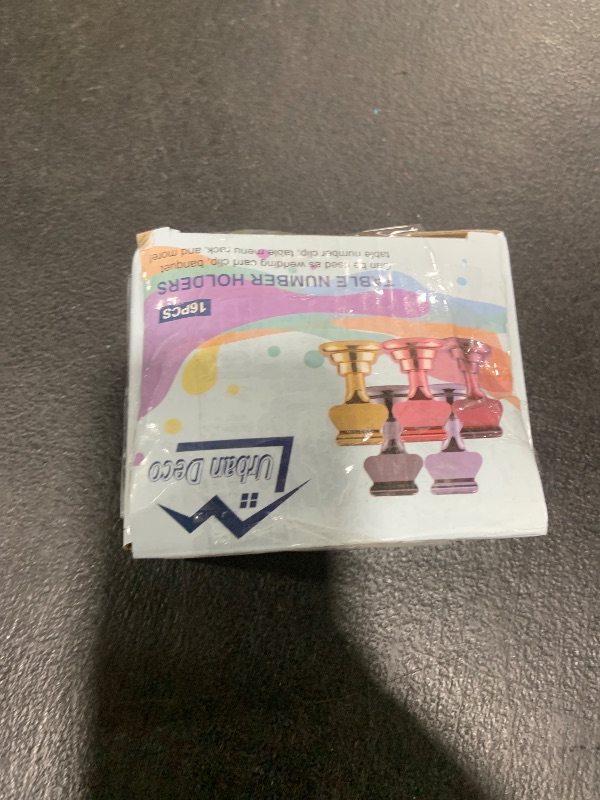 Urban Deco
16PCS
TABLE NUMBER HOLDERS
Can be used as wedding card clip, banquet
table number clip, table menu rack, and more!